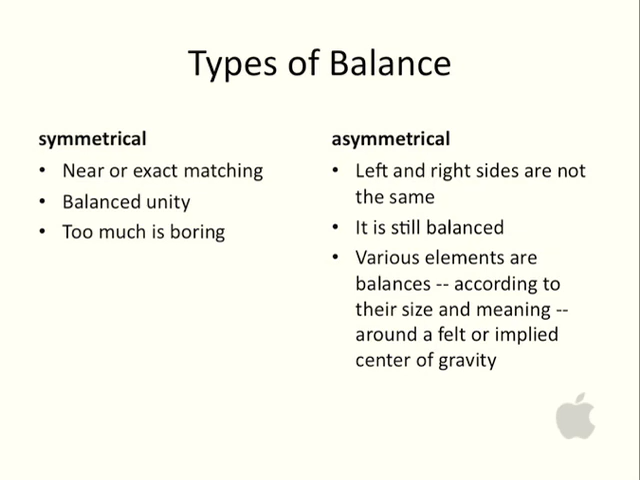 Types of Balance
symmetrical
• Near or exact matching
• Balanced unity
• Too much is boring
asymmetrical
• Left and right sides are not
the same
• It is still balanced
• Various elements are
balances -- according to
their size and meaning --
around a felt or implied
center of gravity